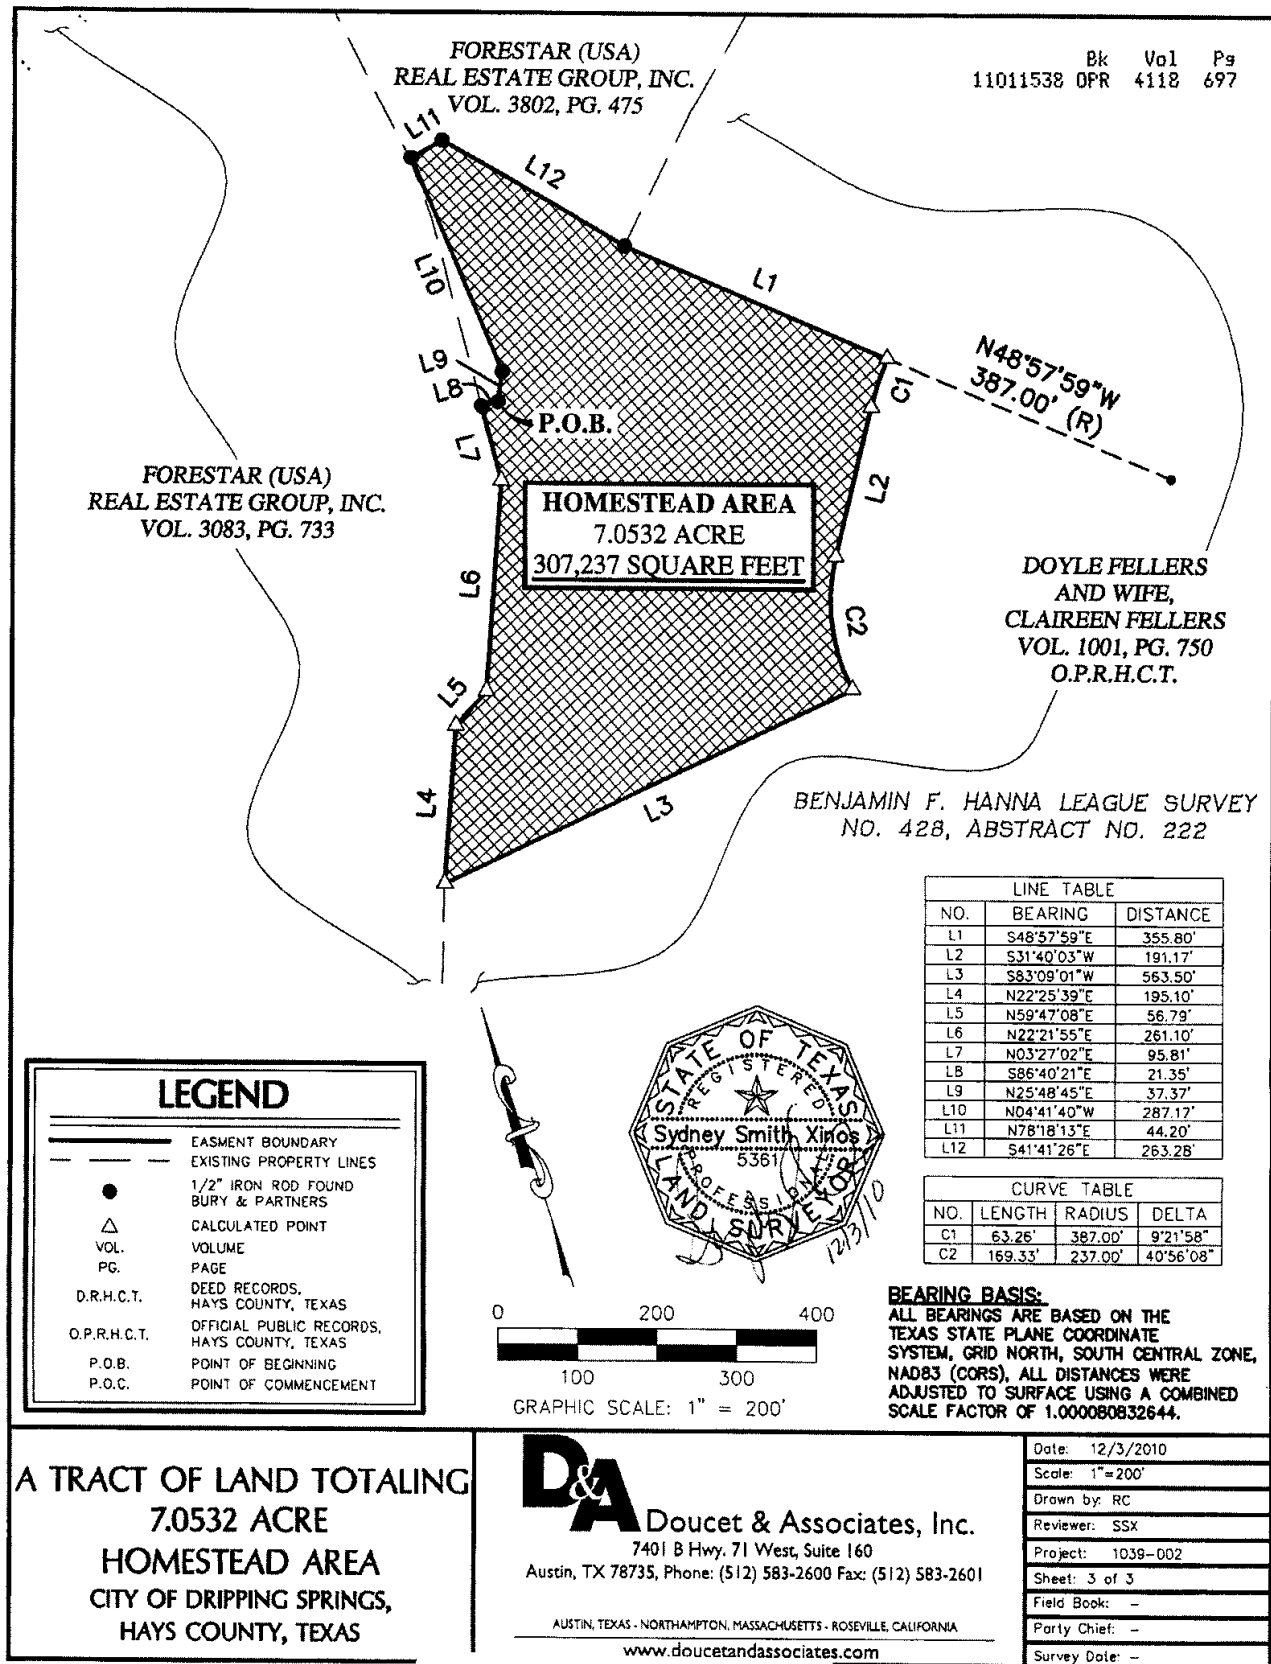 Bk Vol Pg
11011538 OPR 4118 697
FORESTAR (USA)
REAL ESTATE GROUP, INC.
VOL. 3802, PG. 475
L11
L12
L1
L10
L9
L8
P.O.B.
L7
C1
N48°57'59"W
387.00' (R)
FORESTAR (USA)
REAL ESTATE GROUP, INC.
VOL. 3083, PG. 733
HOMESTEAD AREA
7.0532 ACRE
307,237 SQUARE FEET
L2
L6
C2
DOYLE FELLERS
AND WIFE,
CLAIREEN FELLERS
VOL. 1001, PG. 750
O.P.R.H.C.T.
L5
L4
L3
BENJAMIN F. HANNA LEAGUE SURVEY
NO. 428, ABSTRACT NO. 222
LINE TABLE
NO. BEARING DISTANCE
L1 S48°57'59"E 355.80'
L2 S31°40'03"W 191.17'
L3 S83°09'01"W 563.50'
L4 N22°25'39"E 195.10'
L5 N59°47'08"E 56.79'
L6 N22°21'55"E 261.10'
L7 N03°27'02"E 95.81'
L8 S86°40'21"E 21.35'
L9 N25°48'45"E 37.37'
L10 N04°41'40"W 287.17'
L11 N78°18'13"E 44.20'
L12 S41°41'26"E 263.28'
CURVE TABLE
NO. LENGTH RADIUS DELTA
C1 63.26' 387.00' 9°21'58"
C2 169.33' 237.00' 40°56'08"
LEGEND
EASMENT BOUNDARY
EXISTING PROPERTY LINES
1/2" IRON ROD FOUND
BURY & PARTNERS
CALCULATED POINT
VOL. VOLUME
PG. PAGE
D.R.H.C.T. DEED RECORDS,
HAYS COUNTY, TEXAS
O.P.R.H.C.T. OFFICIAL PUBLIC RECORDS,
HAYS COUNTY, TEXAS
P.O.B. POINT OF BEGINNING
P.O.C. POINT OF COMMENCEMENT
STATE OF TEXAS
REGISTERED
Sydney Smith Xinos
5361
PROFESSIONAL
LAND SURVEYOR
12/3/10
0 200 400
100 300
GRAPHIC SCALE: 1" = 200'
BEARING BASIS:
ALL BEARINGS ARE BASED ON THE
TEXAS STATE PLANE COORDINATE
SYSTEM, GRID NORTH, SOUTH CENTRAL ZONE,
NAD83 (CORS), ALL DISTANCES WERE
ADJUSTED TO SURFACE USING A COMBINED
SCALE FACTOR OF 1.000080832644.
A TRACT OF LAND TOTALING
7.0532 ACRE
HOMESTEAD AREA
CITY OF DRIPPING SPRINGS,
HAYS COUNTY, TEXAS
D&A
Doucet & Associates, Inc.
7401 B Hwy. 71 West, Suite 160
Austin, TX 78735, Phone: (512) 583-2600 Fax: (512) 583-2601
AUSTIN, TEXAS - NORTHAMPTON, MASSACHUSETTS - ROSEVILLE, CALIFORNIA
www.doucetandassociates.com
Date: 12/3/2010
Scale: 1"=200'
Drawn by: RC
Reviewer: SSX
Project: 1039-002
Sheet: 3 of 3
Field Book: -
Party Chief: -
Survey Date: -